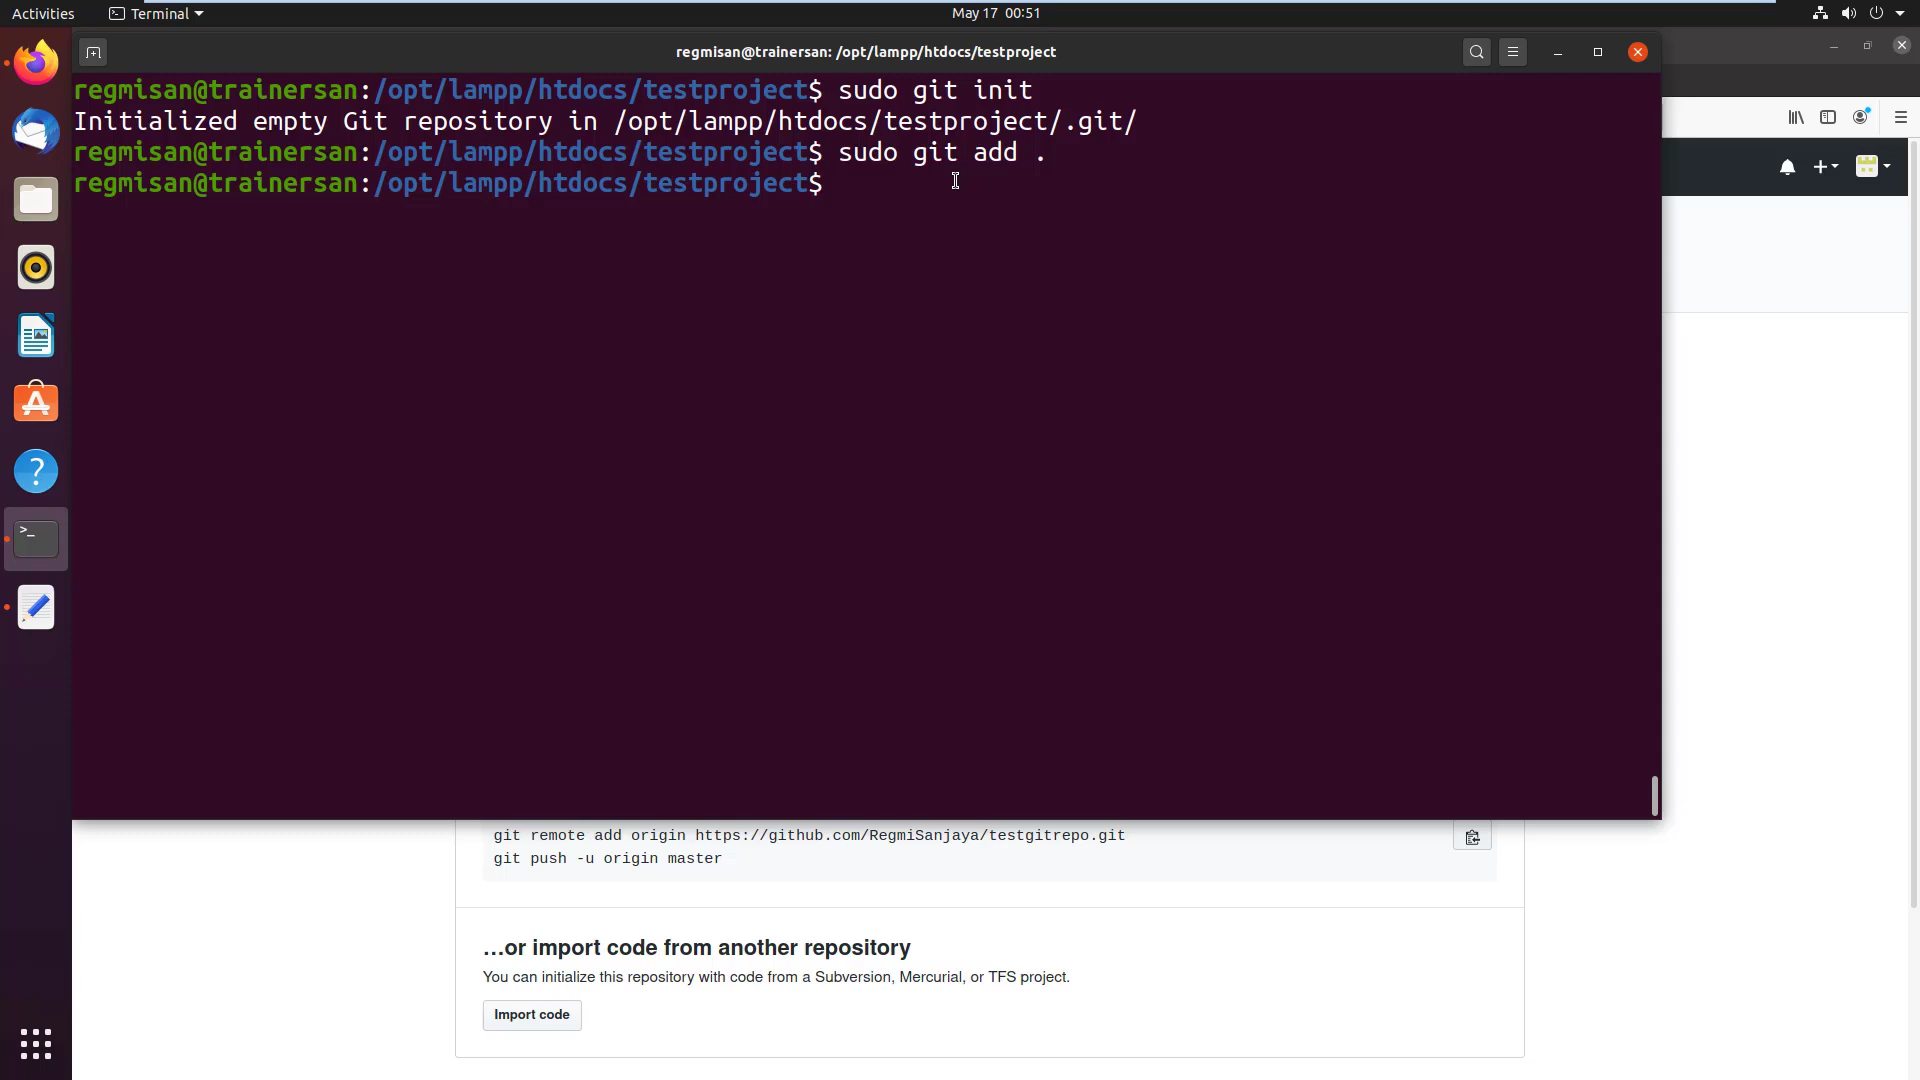 Activities
Terminal
May 17 00:51
regmisan@trainersan: /opt/lampp/htdocs/testproject
regmisan@trainersan:/opt/lampp/htdocs/testproject$ sudo git init
Initialized empty Git repository in /opt/lampp/htdocs/testproject/.git/
regmisan@trainersan:/opt/lampp/htdocs/testproject$ sudo git add .
regmisan@trainersan:/opt/lampp/htdocs/testproject$
git remote add origin https://github.com/RegmiSanjaya/testgitrepo.git
git push -u origin master
…or import code from another repository
You can initialize this repository with code from a Subversion, Mercurial, or TFS project.
Import code